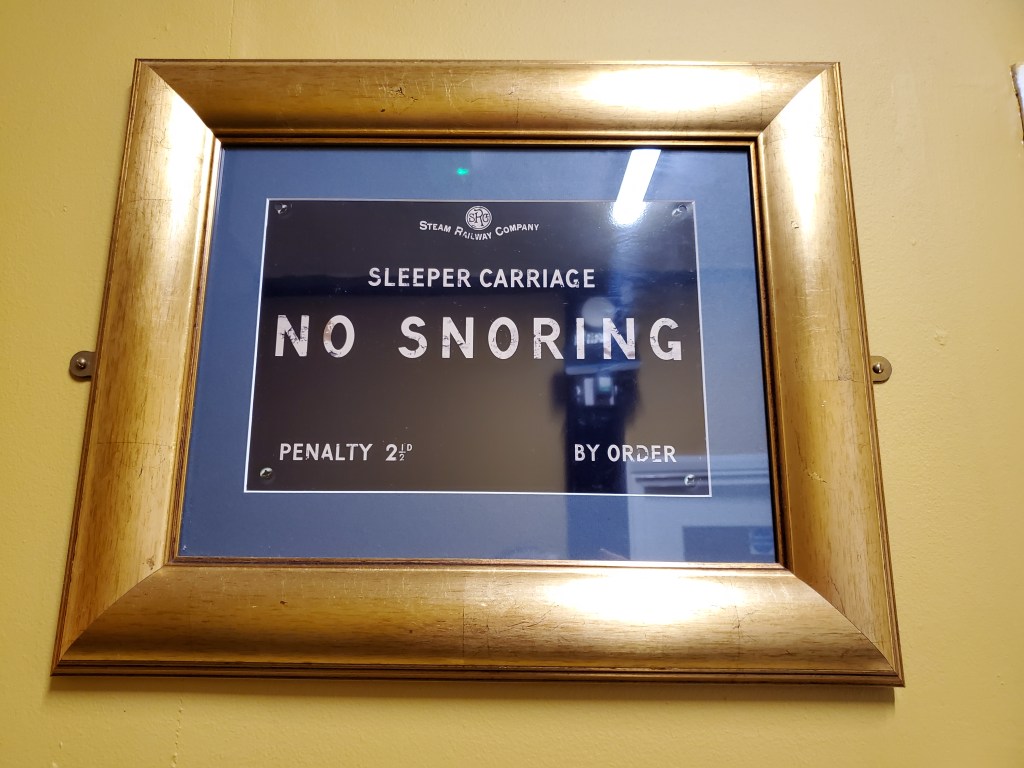 SRC
STEAM RAILWAY COMPANY
SLEEPER CARRIAGE
NO SNORING
PENALTY 2½D BY ORDER